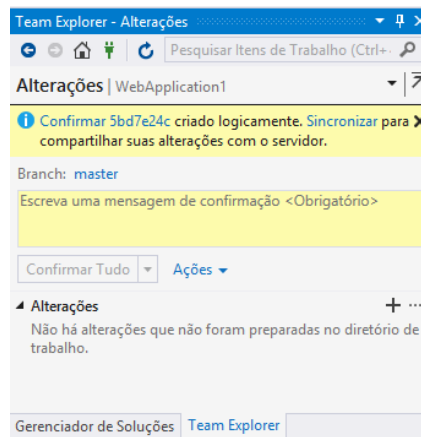 Team Explorer - Alterações
Pesquisar Itens de Trabalho (Ctrl+
Alterações | WebApplication1
Confirmar 5bd7e24c criado logicamente. Sincronizar para
compartilhar suas alterações com o servidor.
Branch: master
Escreva uma mensagem de confirmação <Obrigatório>
Confirmar Tudo Ações
Alterações
Não há alterações que não foram preparadas no diretório de
trabalho.
Gerenciador de Soluções Team Explorer